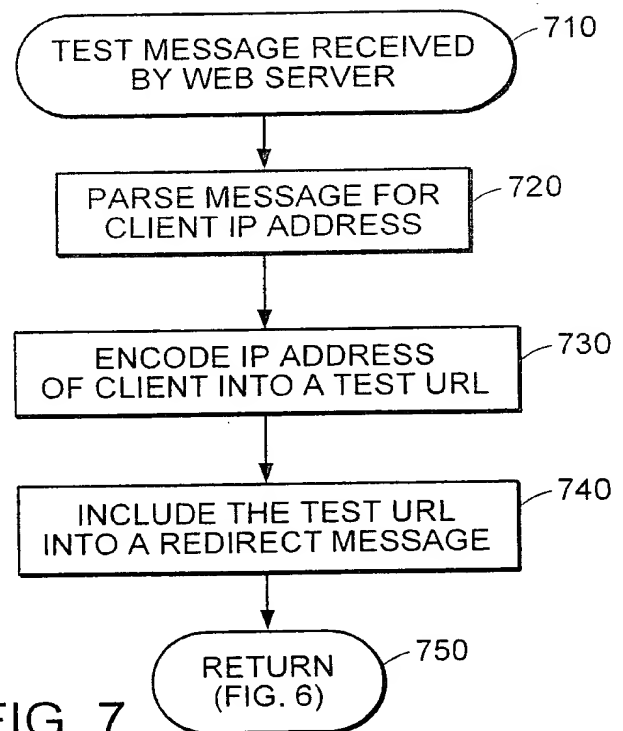 TEST MESSAGE RECEIVED
BY WEB SERVER
710
PARSE MESSAGE FOR
CLIENT IP ADDRESS
720
ENCODE IP ADDRESS
OF CLIENT INTO A TEST URL
730
INCLUDE THE TEST URL
INTO A REDIRECT MESSAGE
740
RETURN
(FIG. 6)
750
FIG. 7